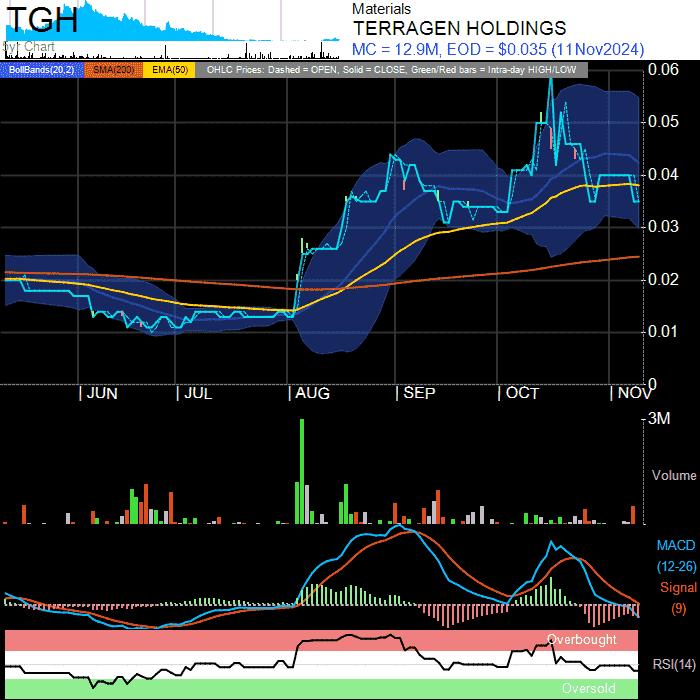 TGH
Materials
TERRAGEN HOLDINGS
MC = 12.9M, EOD = $0.035 (11Nov2024)
5yr Chart
BollBands(20,2) SMA(200) EMA(50) OHLC Prices: Dashed = OPEN, Solid = CLOSE, Green/Red bars = Intra-day HIGH/LOW
0.06
0.05
0.04
0.03
0.02
0.01
0
JUN JUL AUG SEP OCT NOV
3M
Volume
MACD
(12-26)
Signal
(9)
Overbought
RSI(14)
Oversold